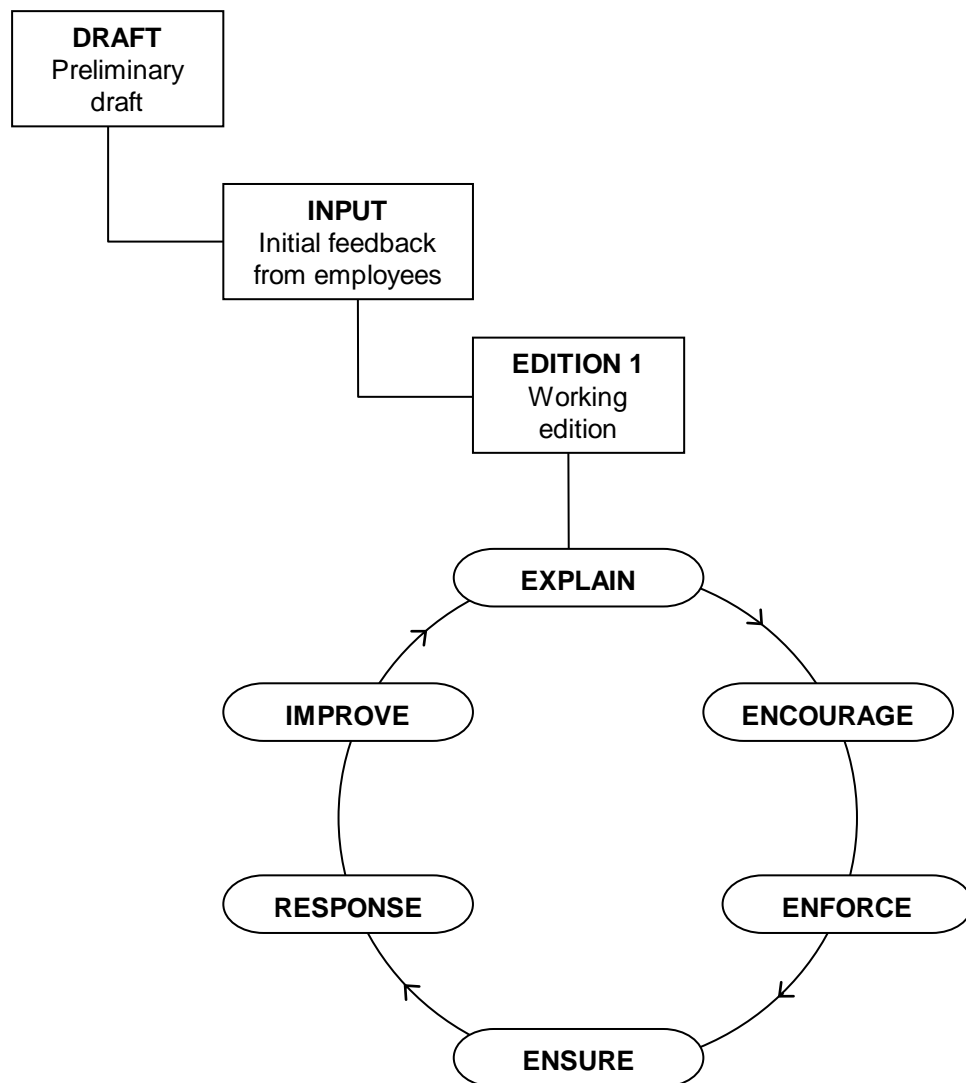 DRAFT
Preliminary
draft
INPUT
Initial feedback
from employees
EDITION 1
Working
edition
EXPLAIN
IMPROVE
ENCOURAGE
RESPONSE
ENFORCE
ENSURE